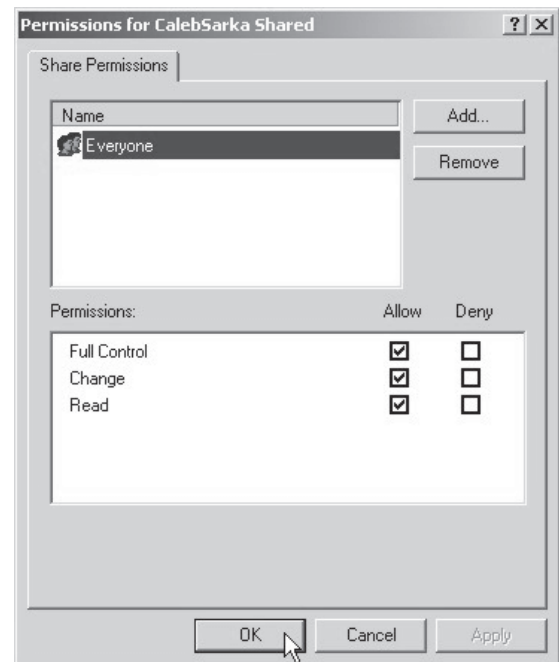 Permissions for CalebSarka Shared
? X
Share Permissions
Name
Add...
Everyone
Remove
Permissions: Allow Deny
Full Control
Change
Read
OK Cancel Apply